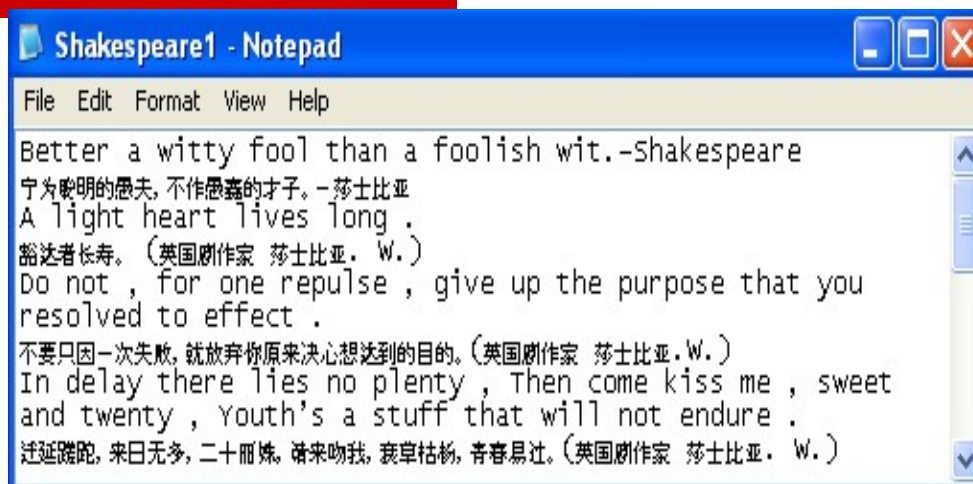 Shakespeare1 - Notepad
File Edit Format View Help
Better a witty fool than a foolish wit.-Shakespeare
宁为聪明的愚夫,不作愚蠢的才子。-莎士比亚
A light heart lives long .
豁达者长寿。 (英国剧作家 莎士比亚. W.)
Do not , for one repulse , give up the purpose that you
resolved to effect .
不要只因一次失败,就放弃你原来决心想达到的目的。(英国剧作家 莎士比亚.W.)
In delay there lies no plenty , Then come kiss me , sweet
and twenty , Youth's a stuff that will not endure .
迁延蹉跎,来日无多,二十丽姝,请来吻我,衰草枯杨,青春易过。(英国剧作家 莎士比亚. W.)